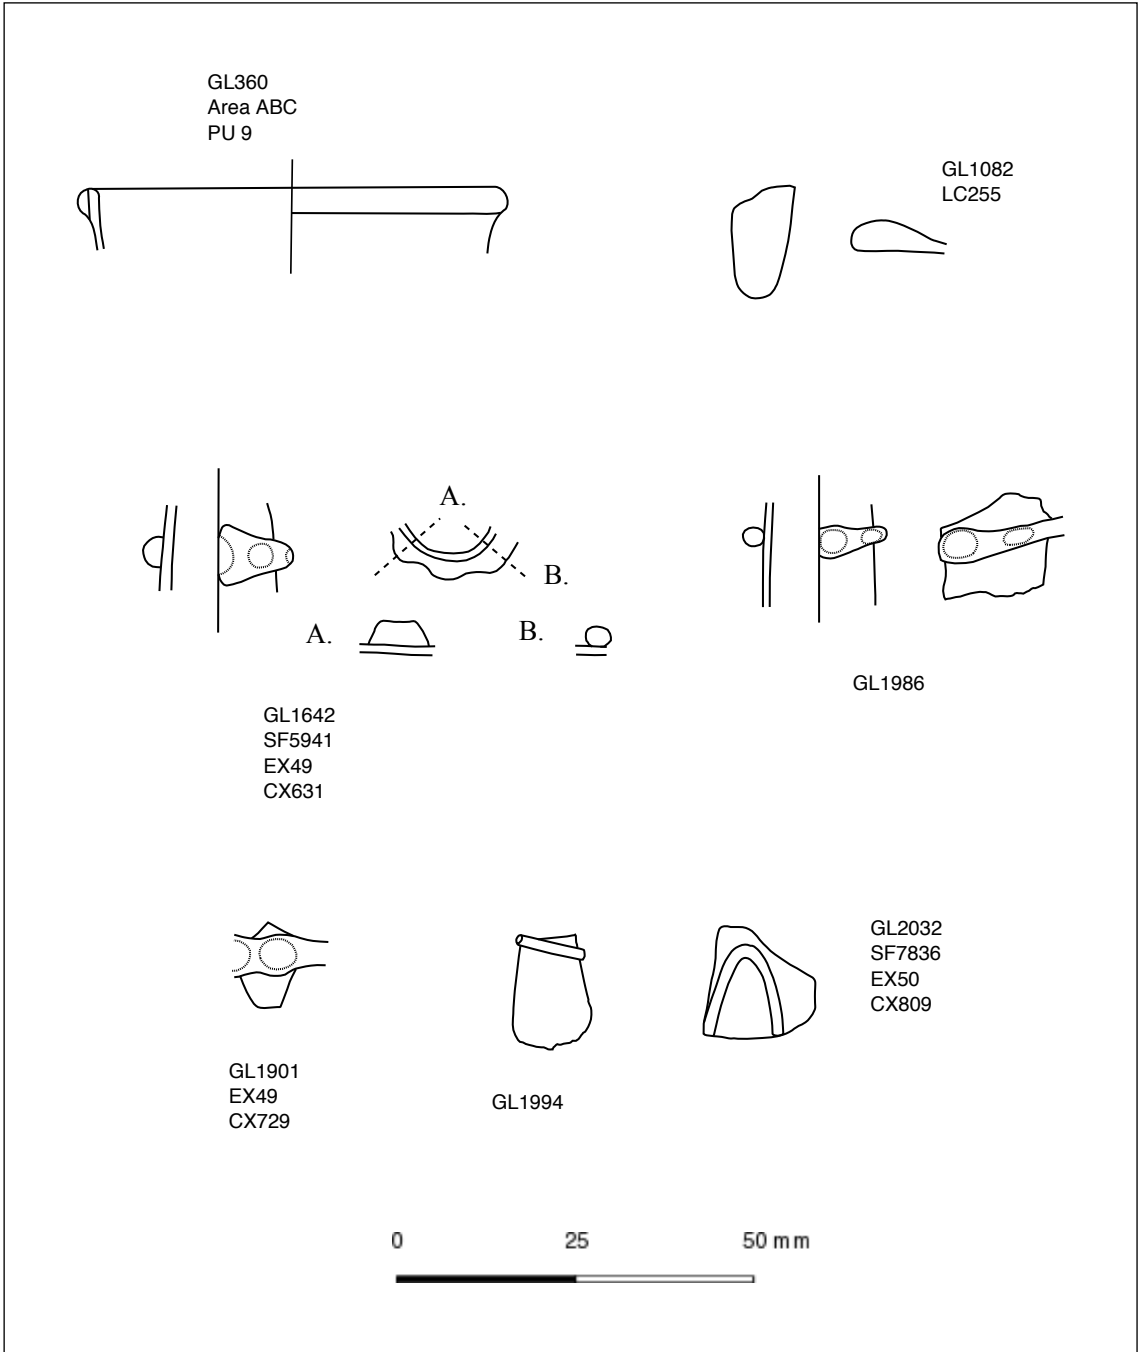 GL360
Area ABC
PU 9
GL1082
LC255
A.
B.
A.
B.
GL1642
SF5941
EX49
CX631
GL1986
GL1901
EX49
CX729
GL1994
GL2032
SF7836
EX50
CX809
0 25 50 mm